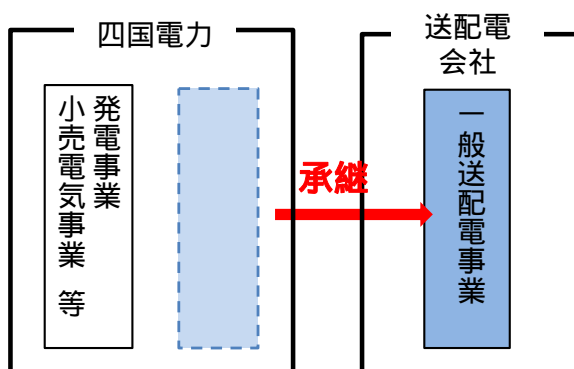 四国電力
送配電
会社
発電事業
小売電気事業 等
承継
一般送配電事業